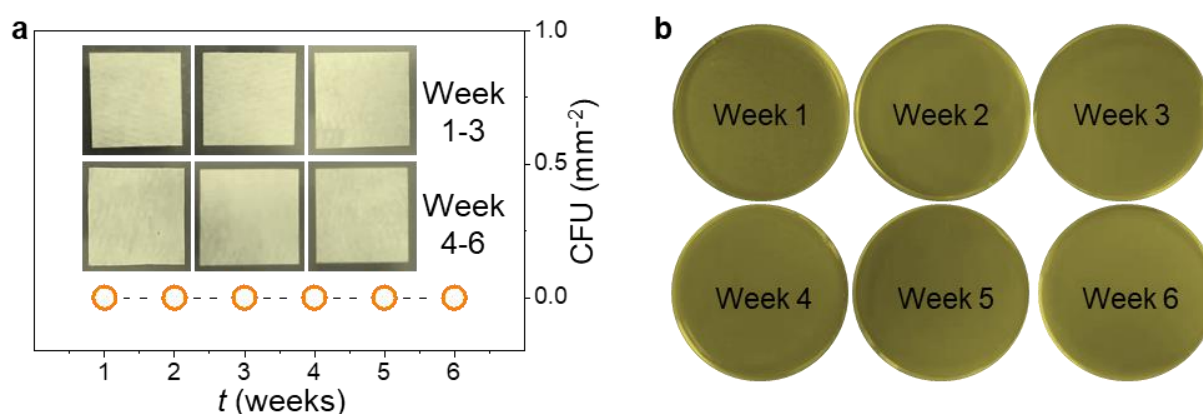 a
Week
1-3
Week
4-6
1.0
0.5
0.0
CFU (mm-2)
1 2 3 4 5 6
t (weeks)
b
Week 1 Week 2 Week 3
Week 4 Week 5 Week 6